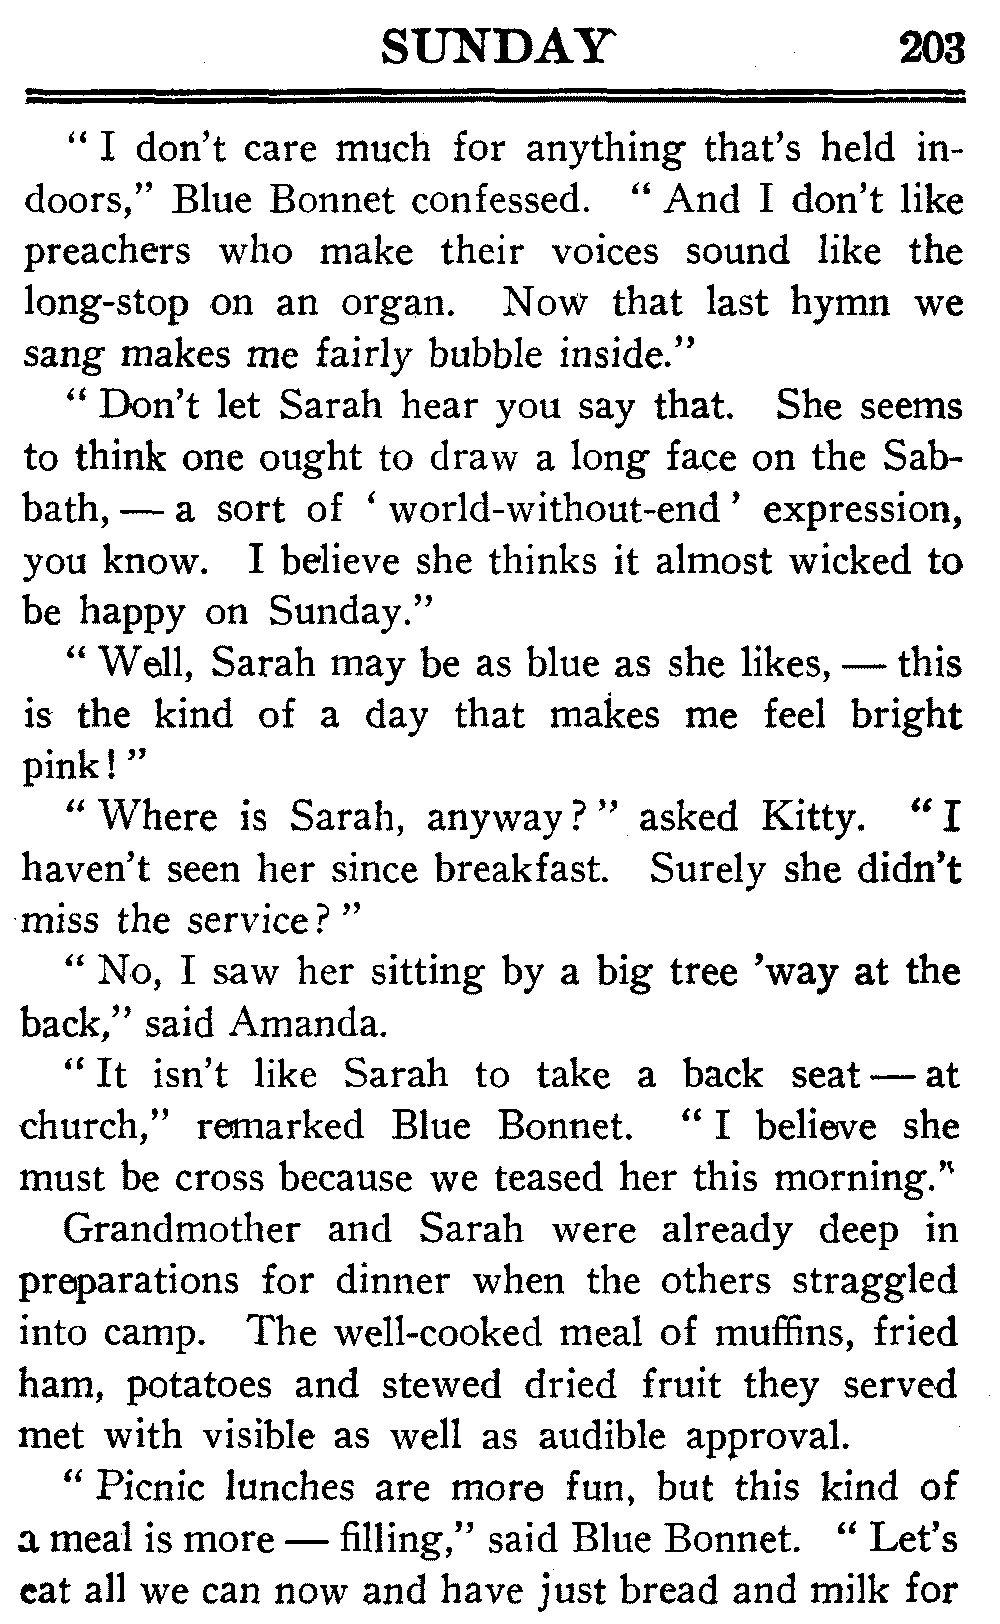 SUNDAY 203
" I don't care much for anything that's held in-
doors," Blue Bonnet confessed. " And I don't like
preachers who make their voices sound like the
long-stop on an organ. Now that last hymn we
sang makes me fairly bubble inside."
" Don't let Sarah hear you say that. She seems
to think one ought to draw a long face on the Sab-
bath, — a sort of ' world-without-end ' expression,
you know. I believe she thinks it almost wicked to
be happy on Sunday."
" Well, Sarah may be as blue as she likes, — this
is the kind of a day that makes me feel bright
pink! "
" Where is Sarah, anyway? " asked Kitty. " I
haven't seen her since breakfast. Surely she didn't
miss the service? "
" No, I saw her sitting by a big tree 'way at the
back," said Amanda.
" It isn't like Sarah to take a back seat — at
church," remarked Blue Bonnet. " I believe she
must be cross because we teased her this morning."
Grandmother and Sarah were already deep in
preparations for dinner when the others straggled
into camp. The well-cooked meal of muffins, fried
ham, potatoes and stewed dried fruit they served
met with visible as well as audible approval.
" Picnic lunches are more fun, but this kind of
a meal is more — filling," said Blue Bonnet. " Let's
eat all we can now and have just bread and milk for